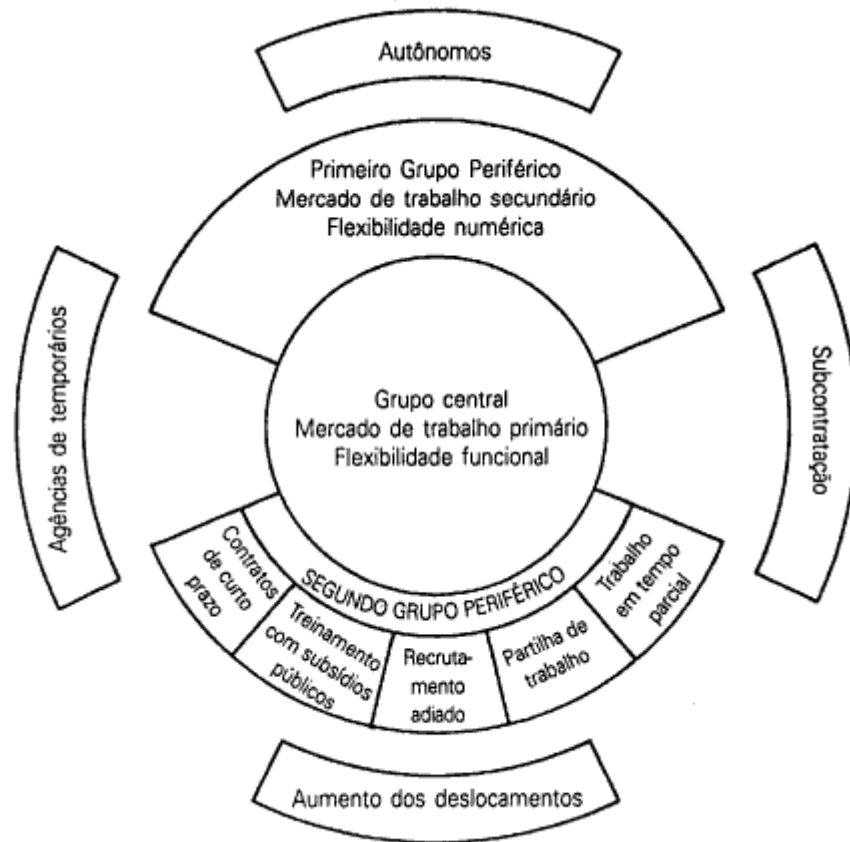 Autônomos
Primeiro Grupo Periférico
Mercado de trabalho secundário
Flexibilidade numérica
Agências de temporários
Subcontratação
Grupo central
Mercado de trabalho primário
Flexibilidade funcional
SEGUNDO GRUPO PERIFÉRICO
Contratos
de curto
prazo
Treinamento
com subsídios
públicos
Recruta-
mento
adiado
Partilha de
trabalho
Trabalho
em tempo
parcial
Aumento dos deslocamentos